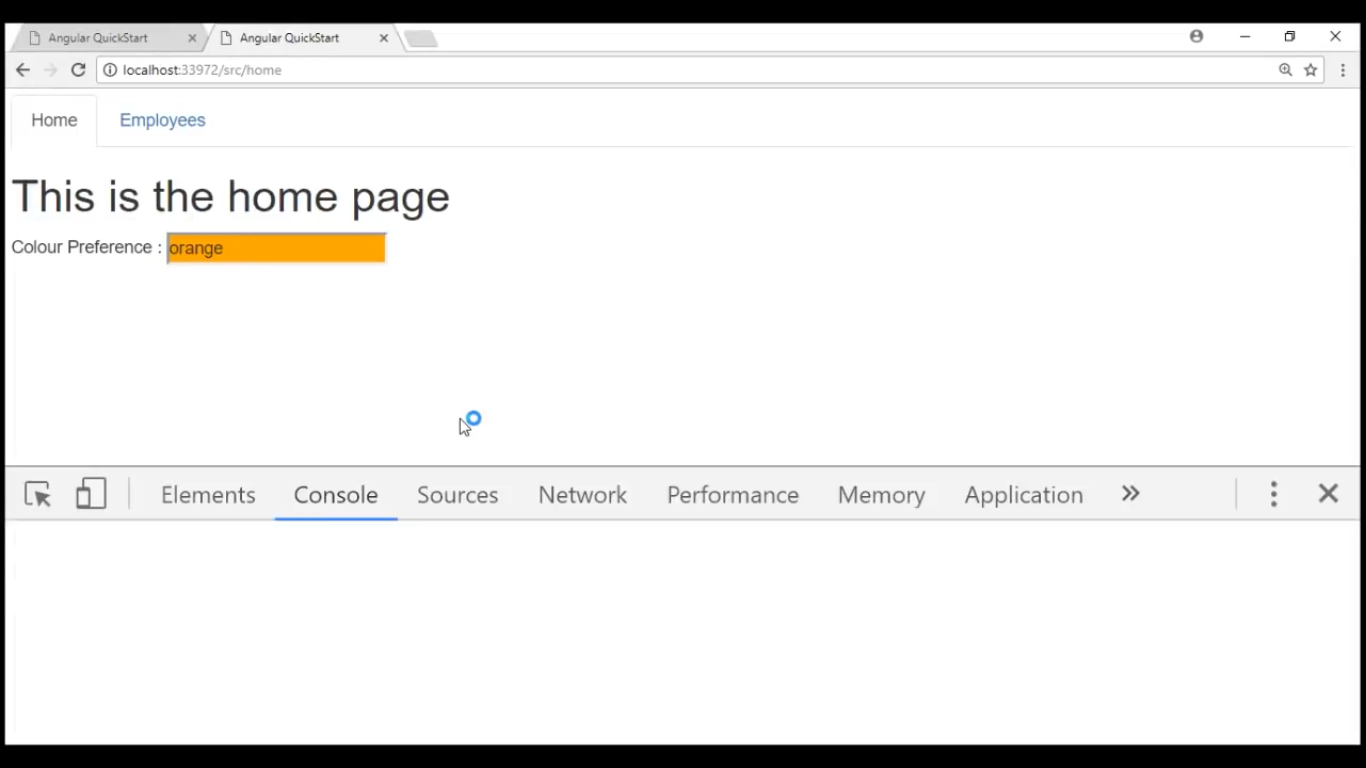 Angular QuickStart
Angular QuickStart
localhost:33972/src/home
Home
Employees
This is the home page
Colour Preference : orange
Elements
Console
Sources
Network
Performance
Memory
Application